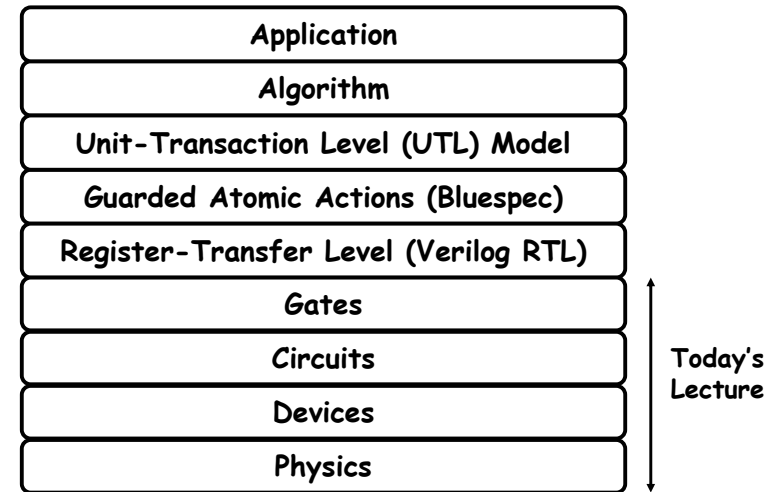 Application
Algorithm
Unit-Transaction Level (UTL) Model
Guarded Atomic Actions (Bluespec)
Register-Transfer Level (Verilog RTL)
Gates
Circuits
Devices
Physics
Today's
Lecture